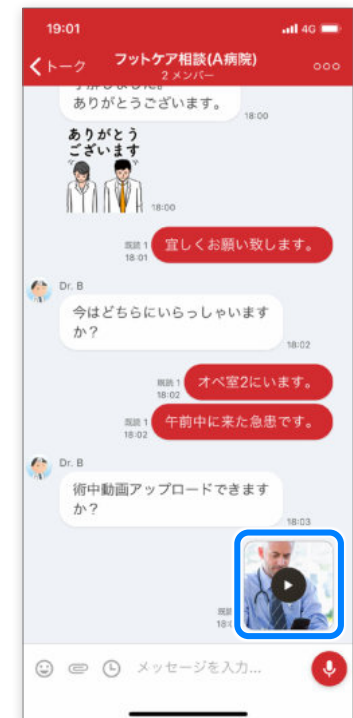 19:01
4G
トーク
フットケア相談(A病院)
2 メンバー
ありがとうございます。
18:00
ありがとう
ございます
18:00
既読 1
18:01
宜しくお願い致します。
Dr. B
今はどちらにいらっしゃいます
か？
18:02
既読 1
18:02
オペ室2にいます。
既読 1
18:02
午前中に来た急患です。
Dr. B
術中動画アップロードできます
か？
18:03
メッセージを入力...